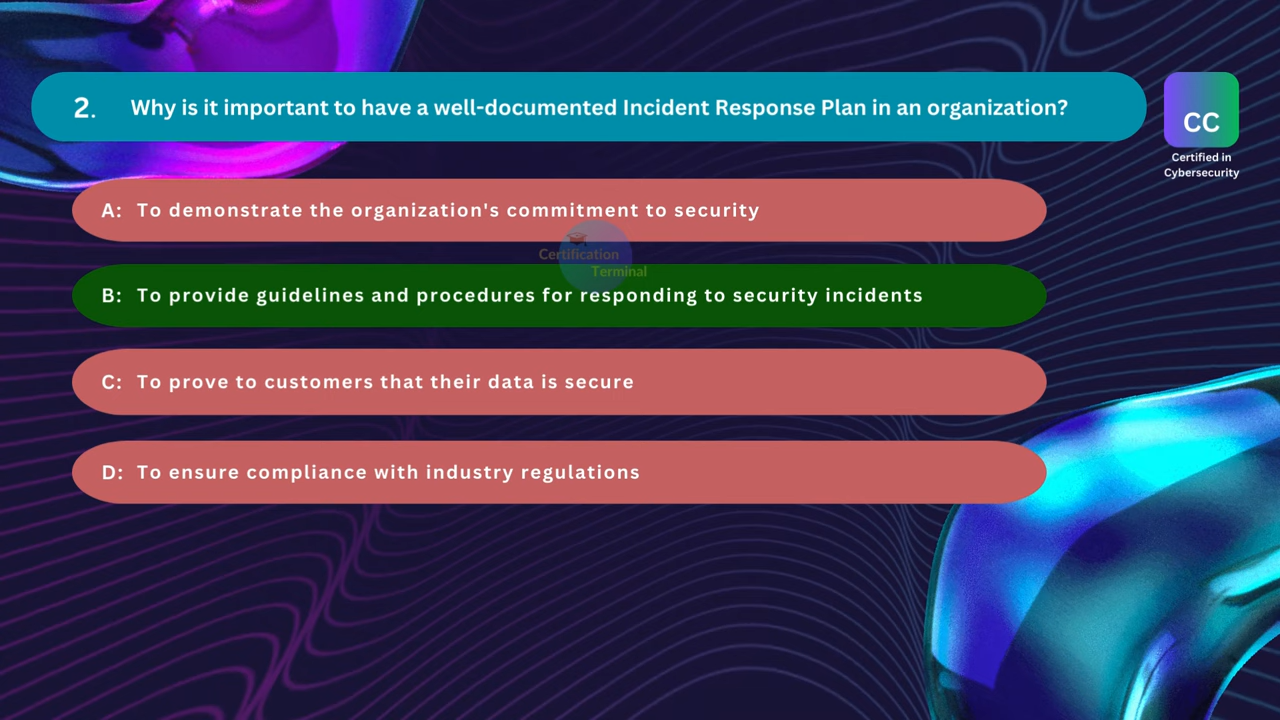 2. Why is it important to have a well-documented Incident Response Plan in an organization?
CC
Certified in
Cybersecurity
A: To demonstrate the organization's commitment to security
Certification
Terminal
B: To provide guidelines and procedures for responding to security incidents
C: To prove to customers that their data is secure
D: To ensure compliance with industry regulations